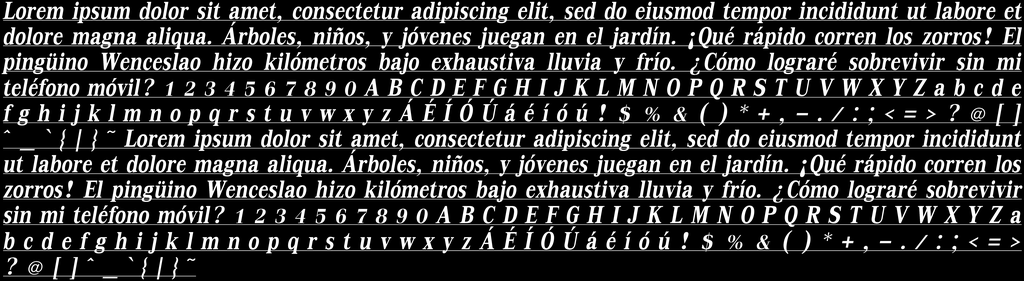 Lorem ipsum dolor sit amet, consectetur adipiscing elit, sed do eiusmod tempor incididunt ut labore et
dolore magna aliqua. Árboles, niños, y jóvenes juegan en el jardín. ¡Qué rápido corren los zorros! El
pingüino Wenceslao hizo kilómetros bajo exhaustiva lluvia y frío. ¿Cómo lograré sobrevivir sin mi
teléfono móvil? 1 2 3 4 5 6 7 8 9 0 A B C D E F G H I J K L M N O P Q R S T U V W X Y Z a b c d e
f g h i j k l m n o p q r s t u v w x y z Á É Í Ó Ú á é í ó ú ! $ % & ( ) * + , – . / : ; < = > ? @ [ ]
^ _ ` { | } ~ Lorem ipsum dolor sit amet, consectetur adipiscing elit, sed do eiusmod tempor incididunt
ut labore et dolore magna aliqua. Árboles, niños, y jóvenes juegan en el jardín. ¡Qué rápido corren los
zorros! El pingüino Wenceslao hizo kilómetros bajo exhaustiva lluvia y frío. ¿Cómo lograré sobrevivir
sin mi teléfono móvil? 1 2 3 4 5 6 7 8 9 0 A B C D E F G H I J K L M N O P Q R S T U V W X Y Z a
b c d e f g h i j k l m n o p q r s t u v w x y z Á É Í Ó Ú á é í ó ú ! $ % & ( ) * + , – . / : ; < = >
? @ [ ] ^ _ ` { | } ~